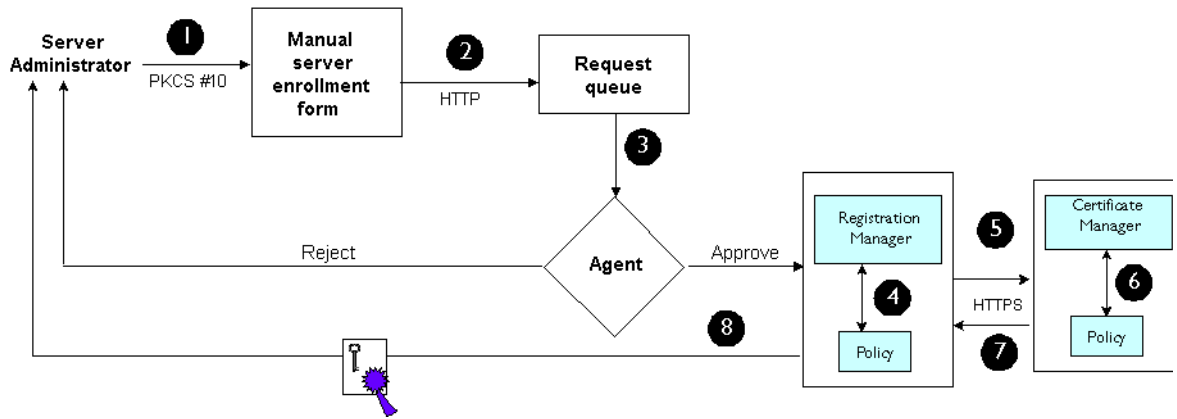 1
Server
Administrator
PKCS #10
Manual
server
enrollment
form
2
HTTP
Request
queue
3
Agent
Reject
Approve
Registration
Manager
4
Policy
5
HTTPS
7
Certificate
Manager
6
Policy
8